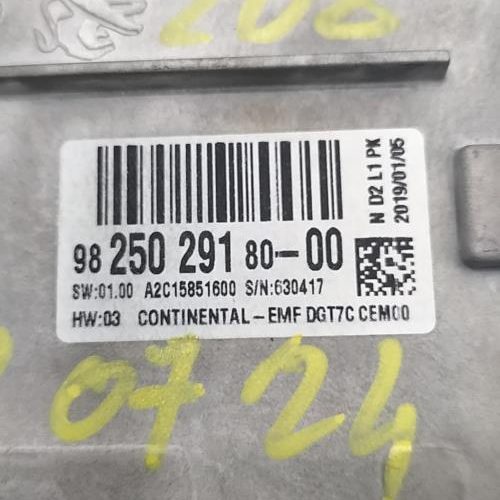 208
98 250 291 80-00
SW:01.00 A2C15851600 S/N:630417
HW:03 CONTINENTAL-EMF DGT7C CEM00
N D2 L1 PK
2019/01/05
07 24